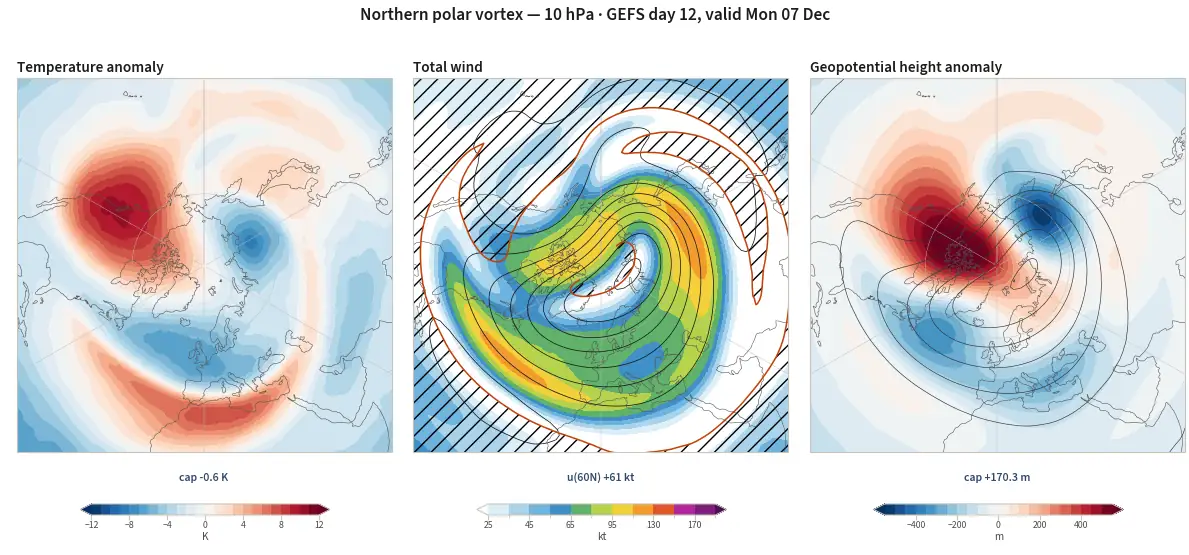 Northern polar vortex — 10 hPa · GEFS day 12, valid Mon 07 Dec
Temperature anomaly
Total wind
Geopotential height anomaly
cap -0.6 K
u(60N) +61 kt
cap +170.3 m
−12 −8 −4 0 4 8 12
K
25 45 65 95 130 170
kt
−400 −200 0 200 400
m